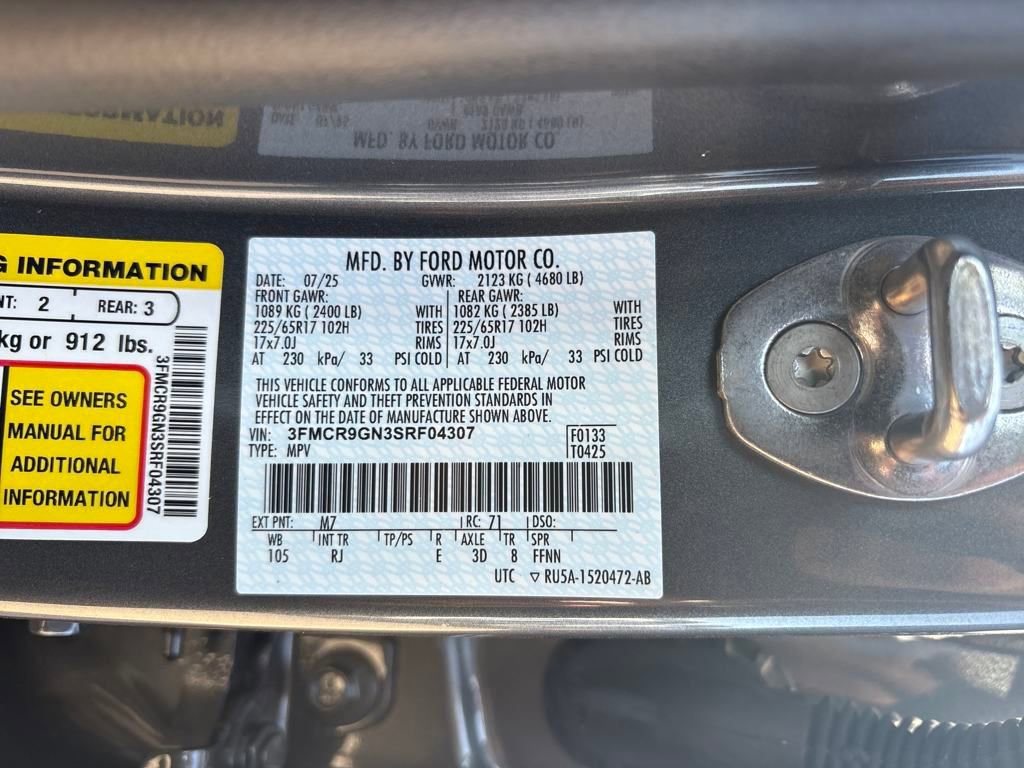 G INFORMATION
NT: 2 REAR: 3
kg or 912 lbs.
SEE OWNERS
MANUAL FOR
ADDITIONAL
INFORMATION
3FMCR9GN3SRF04307
MFD. BY FORD MOTOR CO.
DATE: 07/25 GVWR: 2123 KG ( 4680 LB)
FRONT GAWR: REAR GAWR:
1089 KG ( 2400 LB) WITH 1082 KG ( 2385 LB) WITH
225/65R17 102H TIRES 225/65R17 102H TIRES
17x7.0J RIMS 17x7.0J RIMS
AT 230 kPa/ 33 PSI COLD AT 230 kPa/ 33 PSI COLD
THIS VEHICLE CONFORMS TO ALL APPLICABLE FEDERAL MOTOR
VEHICLE SAFETY AND THEFT PREVENTION STANDARDS IN
EFFECT ON THE DATE OF MANUFACTURE SHOWN ABOVE.
VIN: 3FMCR9GN3SRF04307 F0133
TYPE: MPV T0425
EXT PNT: M7 RC: 71 DSO:
WB INT TR TP/PS R AXLE TR SPR
105 RJ E 3D 8 FFNN
UTC ▽ RU5A-1520472-AB